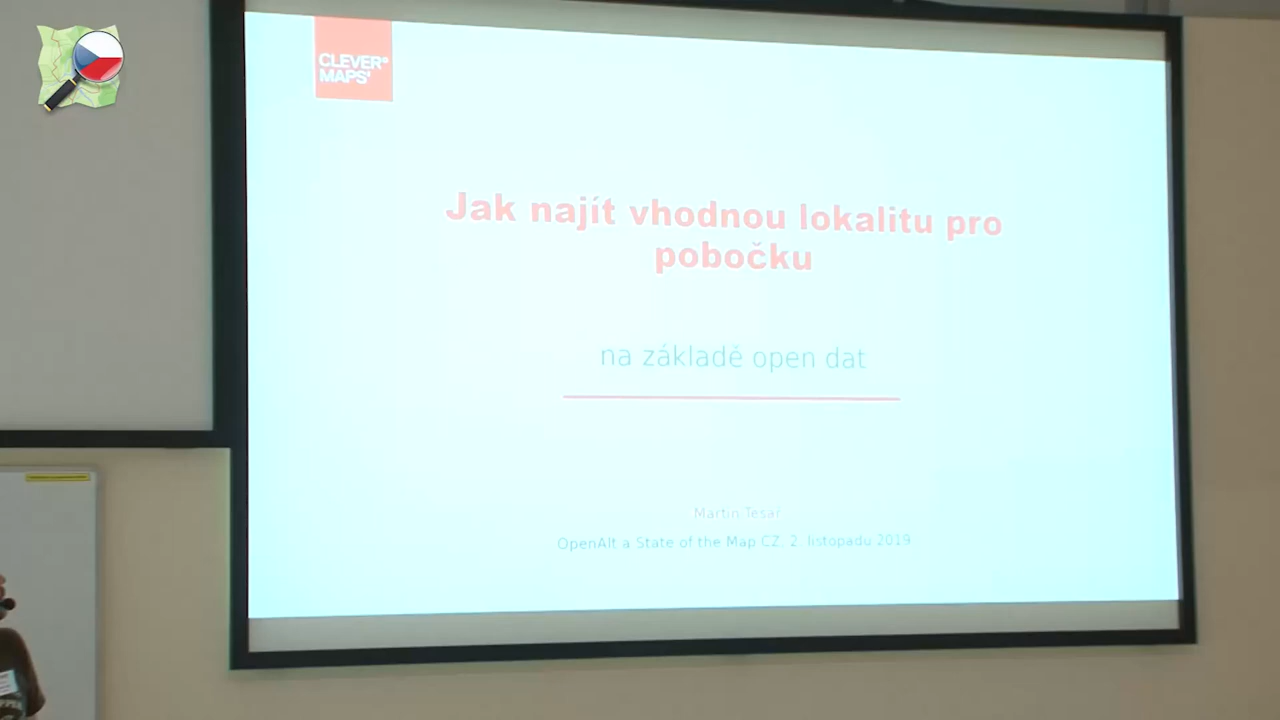 CLEVER°
MAPS'
Jak najít vhodnou lokalitu pro
pobočku
na základě open dat
Martin Tesař
OpenAlt a State of the Map CZ, 2. listopadu 2019